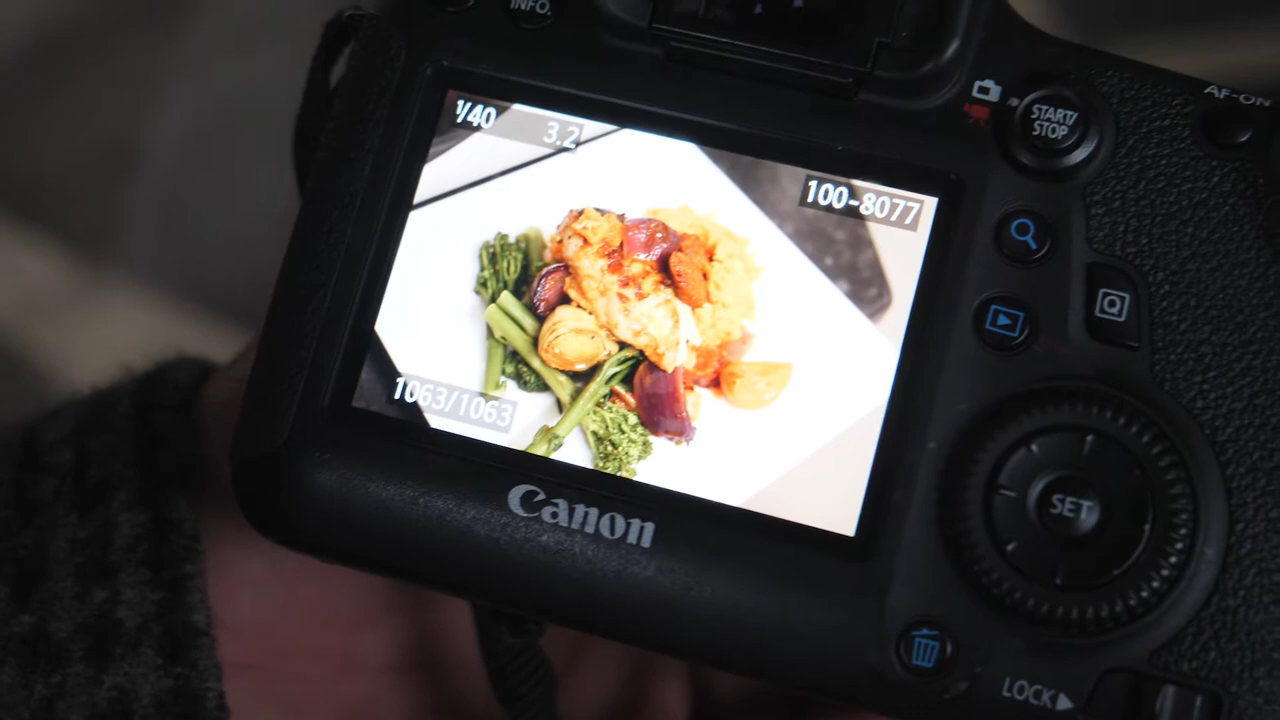 INFO.
AF-ON
1/40 3.2
START/
STOP
100-8077
Q
1063/1063
SET
Canon
LOCK